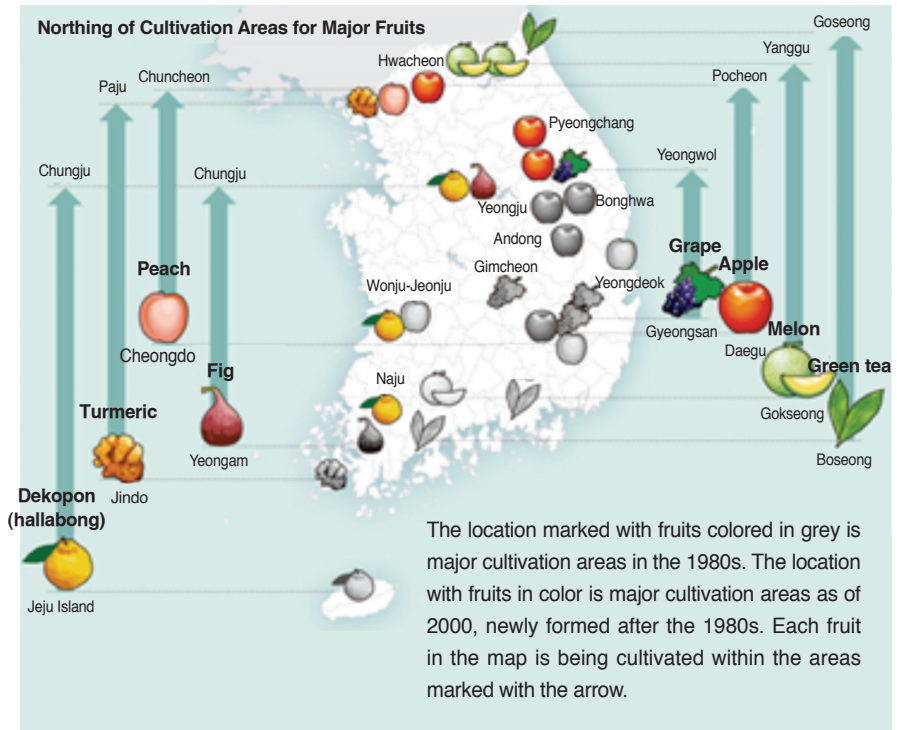 Northing of Cultivation Areas for Major Fruits
Goseong
Yanggu
Hwacheon
Pocheon
Chuncheon
Paju
Pyeongchang
Yeongwol
Chungju
Chungju
Yeongju
Bonghwa
Andong
Grape
Apple
Peach
Gimcheon
Yeongdeok
Wonju-Jeonju
Gyeongsan
Melon
Daegu
Cheongdo
Green tea
Fig
Naju
Turmeric
Gokseong
Yeongam
Boseong
Dekopon
(hallabong)
Jindo
Jeju Island
The location marked with fruits colored in grey is
major cultivation areas in the 1980s. The location
with fruits in color is major cultivation areas as of
2000, newly formed after the 1980s. Each fruit
in the map is being cultivated within the areas
marked with the arrow.